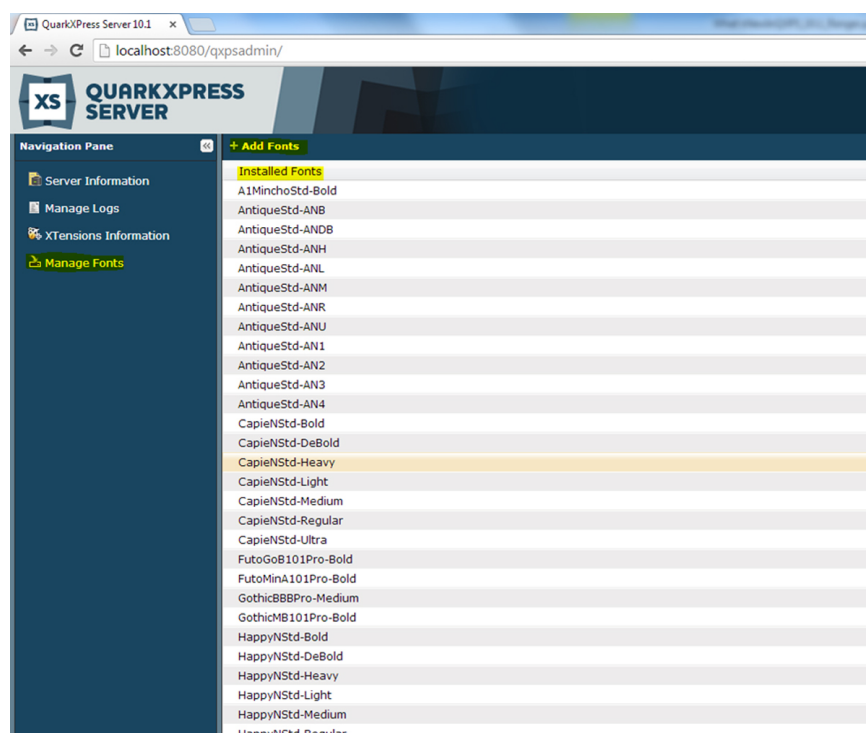 QuarkXPress Server 10.1
localhost:8080/qxpsadmin/
XS QUARKXPRESS
SERVER
Navigation Pane
+ Add Fonts
Server Information
Manage Logs
XTensions Information
Manage Fonts
Installed Fonts
A1MinchoStd-Bold
AntiqueStd-ANB
AntiqueStd-ANDB
AntiqueStd-ANH
AntiqueStd-ANL
AntiqueStd-ANM
AntiqueStd-ANR
AntiqueStd-ANU
AntiqueStd-AN1
AntiqueStd-AN2
AntiqueStd-AN3
AntiqueStd-AN4
CapieNStd-Bold
CapieNStd-DeBold
CapieNStd-Heavy
CapieNStd-Light
CapieNStd-Medium
CapieNStd-Regular
CapieNStd-Ultra
FutoGoB101Pro-Bold
FutoMinA101Pro-Bold
GothicBBBPro-Medium
GothicMB101Pro-Bold
HappyNStd-Bold
HappyNStd-DeBold
HappyNStd-Heavy
HappyNStd-Light
HappyNStd-Medium
HappyNStd-Regular